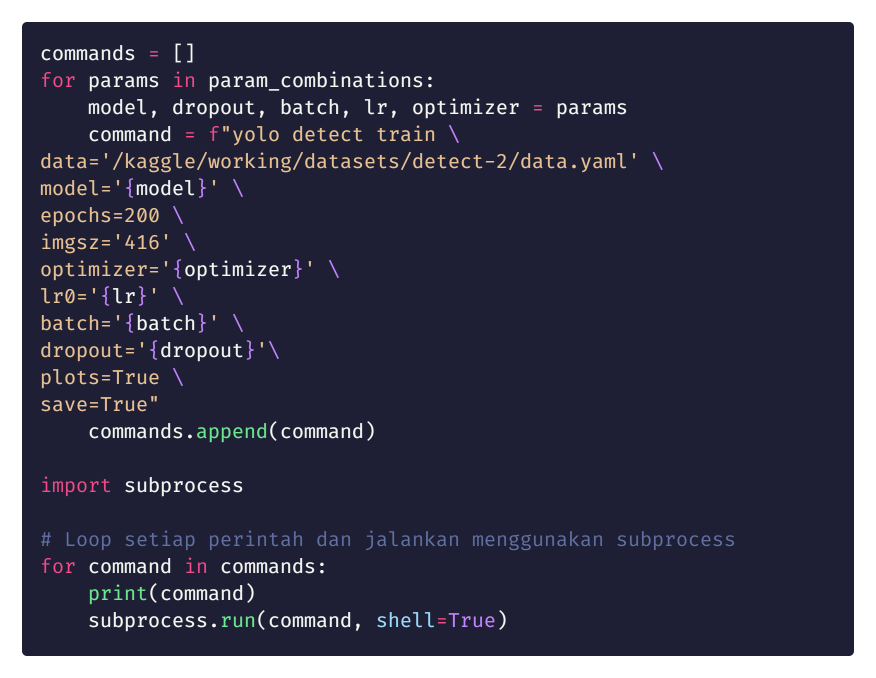 commands = []
for params in param_combinations:
    model, dropout, batch, lr, optimizer = params
    command = f"yolo detect train \
data='/kaggle/working/datasets/detect-2/data.yaml' \
model='{model}' \
epochs=200 \
imgsz='416' \
optimizer='{optimizer}' \
lr0='{lr}' \
batch='{batch}' \
dropout='{dropout}'\
plots=True \
save=True"
    commands.append(command)

import subprocess

# Loop setiap perintah dan jalankan menggunakan subprocess
for command in commands:
    print(command)
    subprocess.run(command, shell=True)